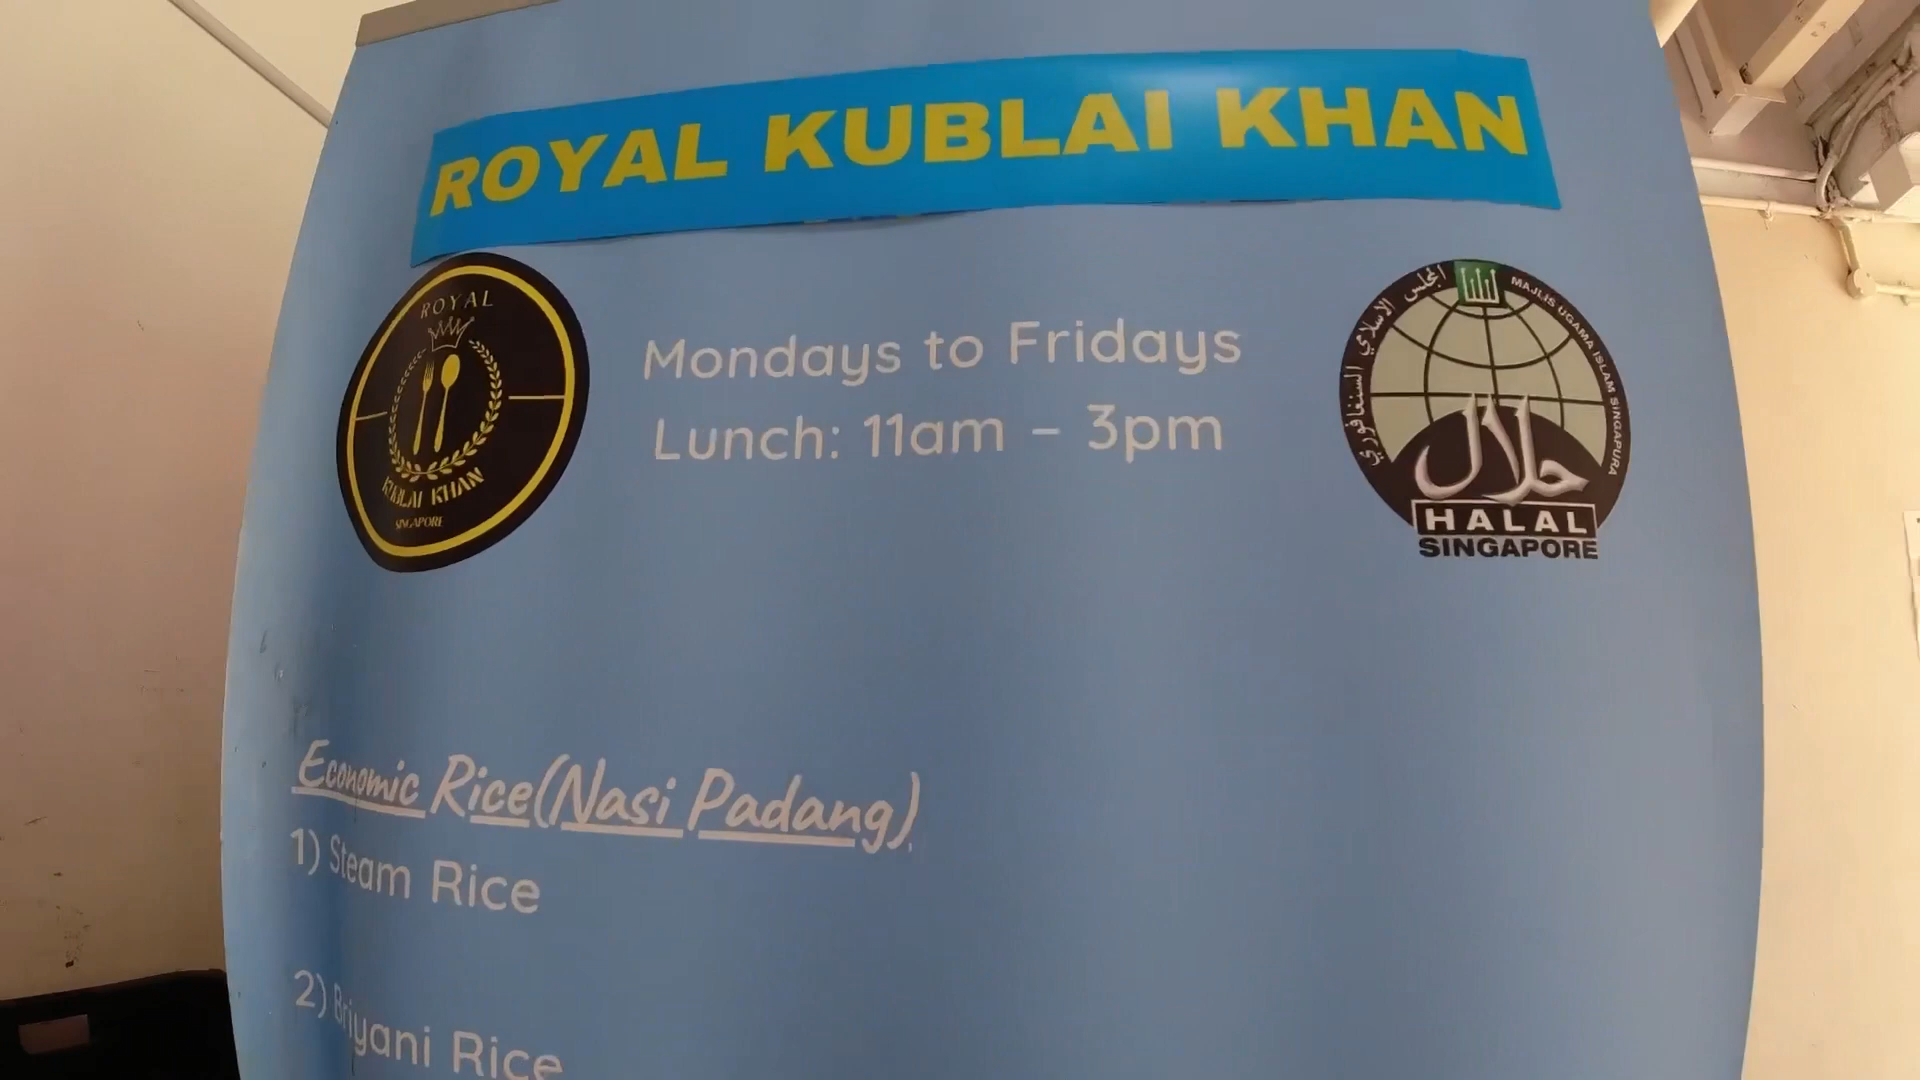 ROYAL KUBLAI KHAN
ROYAL
KUBLAI KHAN
SINGAPORE
Mondays to Fridays
Lunch: 11am – 3pm
المجلس الاسلامي السنغافوري
MAJLIS UGAMA ISLAM SINGAPURA
حلال
HALAL
SINGAPORE
Economic Rice(Nasi Padang)
1) Steam Rice
2) Briyani Rice